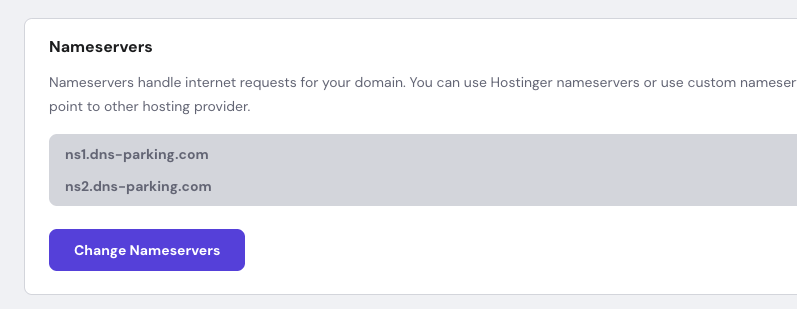 Nameservers
Nameservers handle internet requests for your domain. You can use Hostinger nameservers or use custom nameser
point to other hosting provider.
ns1.dns-parking.com
ns2.dns-parking.com
Change Nameservers